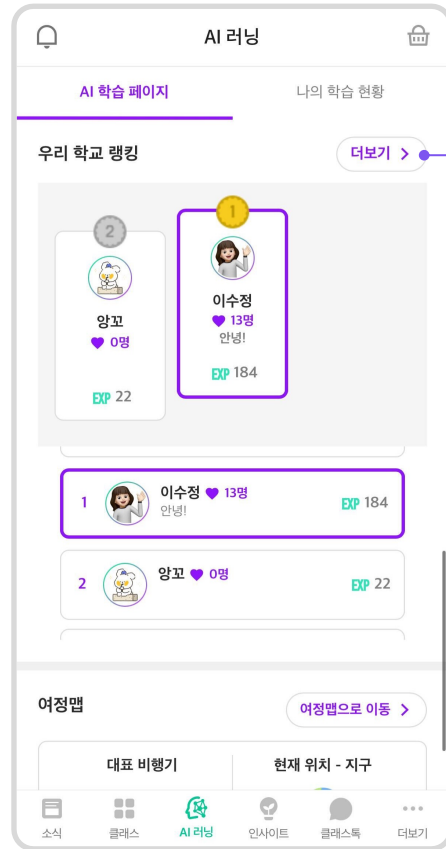 AI 러닝
AI 학습 페이지
나의 학습 현황
우리 학교 랭킹
더보기
2
앙꼬
0명
EXP 22
1
이수정
13명
안녕!
EXP 184
1
이수정 13명
안녕!
EXP 184
2
앙꼬 0명
EXP 22
여정맵
여정맵으로 이동
대표 비행기
현재 위치 - 지구
소식
클래스
AI 러닝
인사이트
클래스톡
더보기